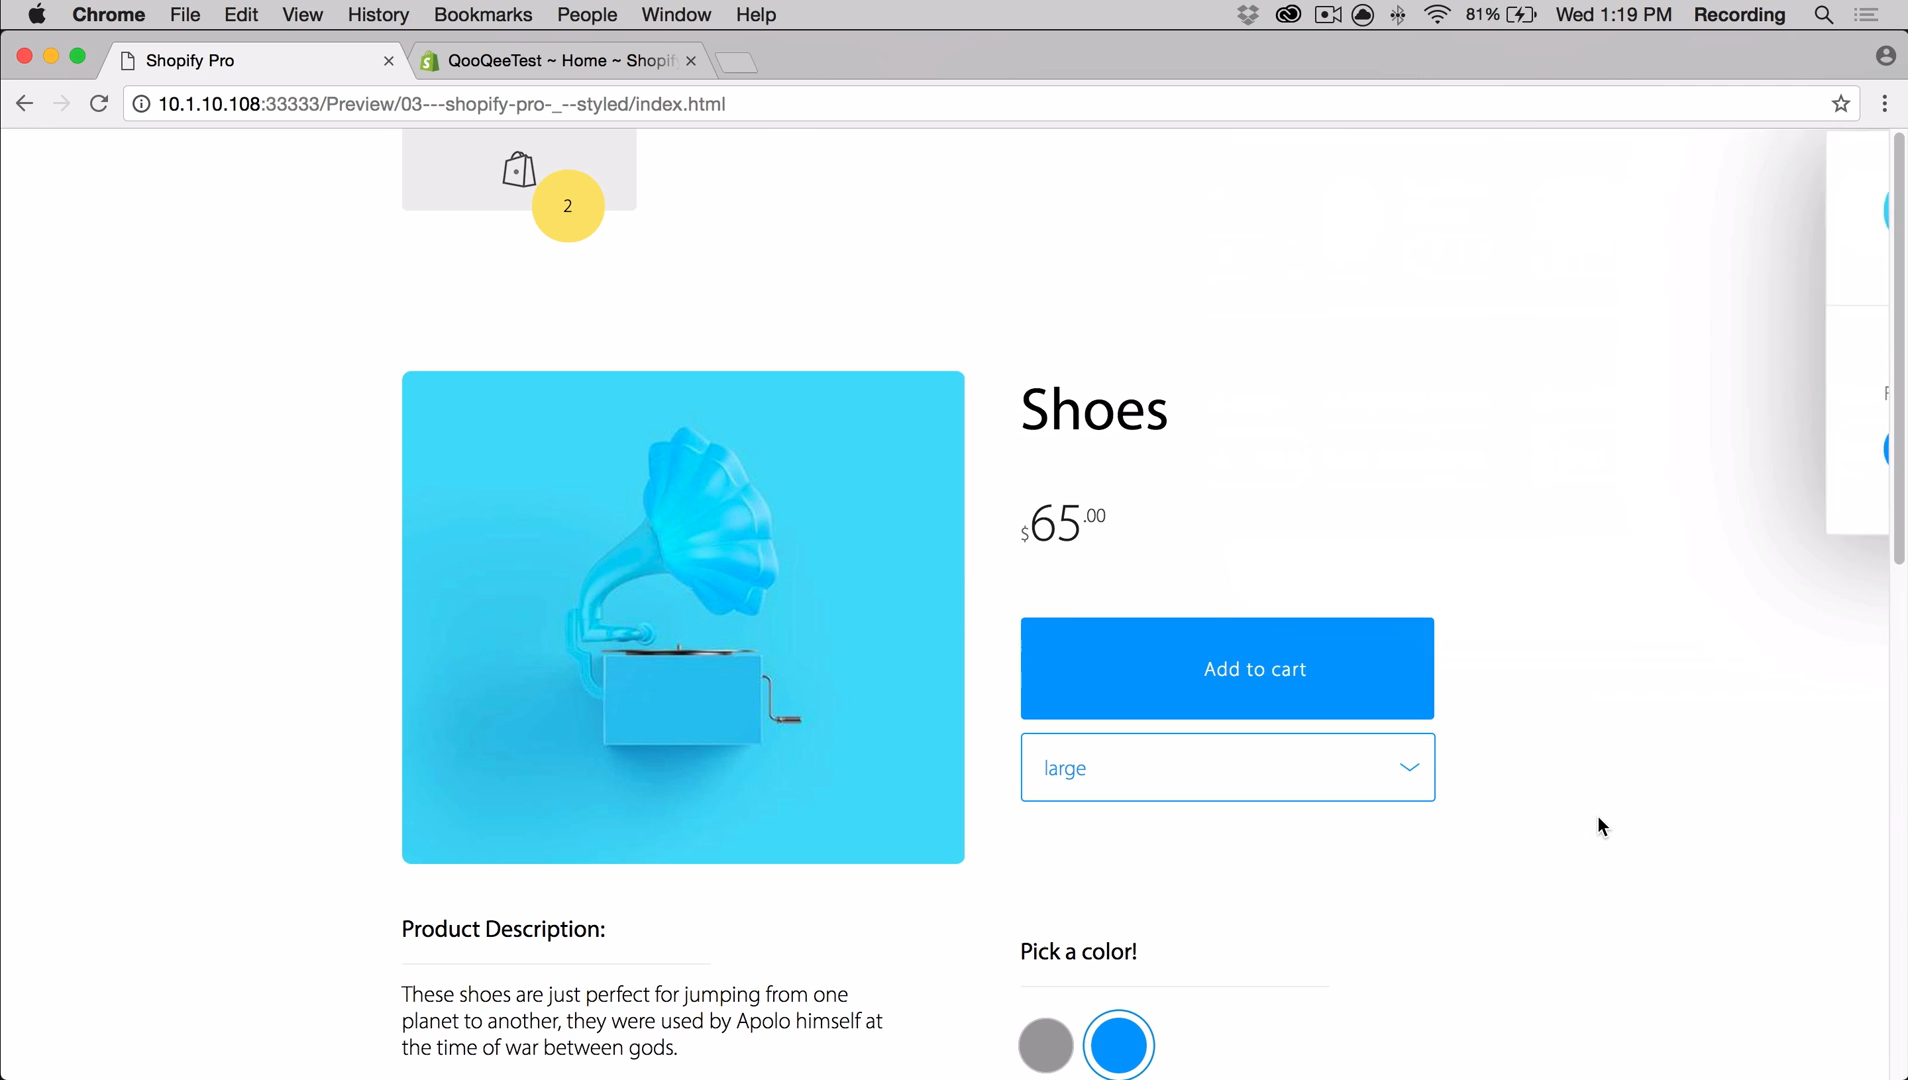 Chrome File Edit View History Bookmarks People Window Help 81% Wed 1:19 PM Recording
Shopify Pro
QooQeeTest ~ Home ~ Shopify
10.1.10.108:33333/Preview/03---shopify-pro-_--styled/index.html
2
Shoes
$65.00
Add to cart
large
Product Description:
These shoes are just perfect for jumping from one
planet to another, they were used by Apolo himself at
the time of war between gods.
Pick a color!